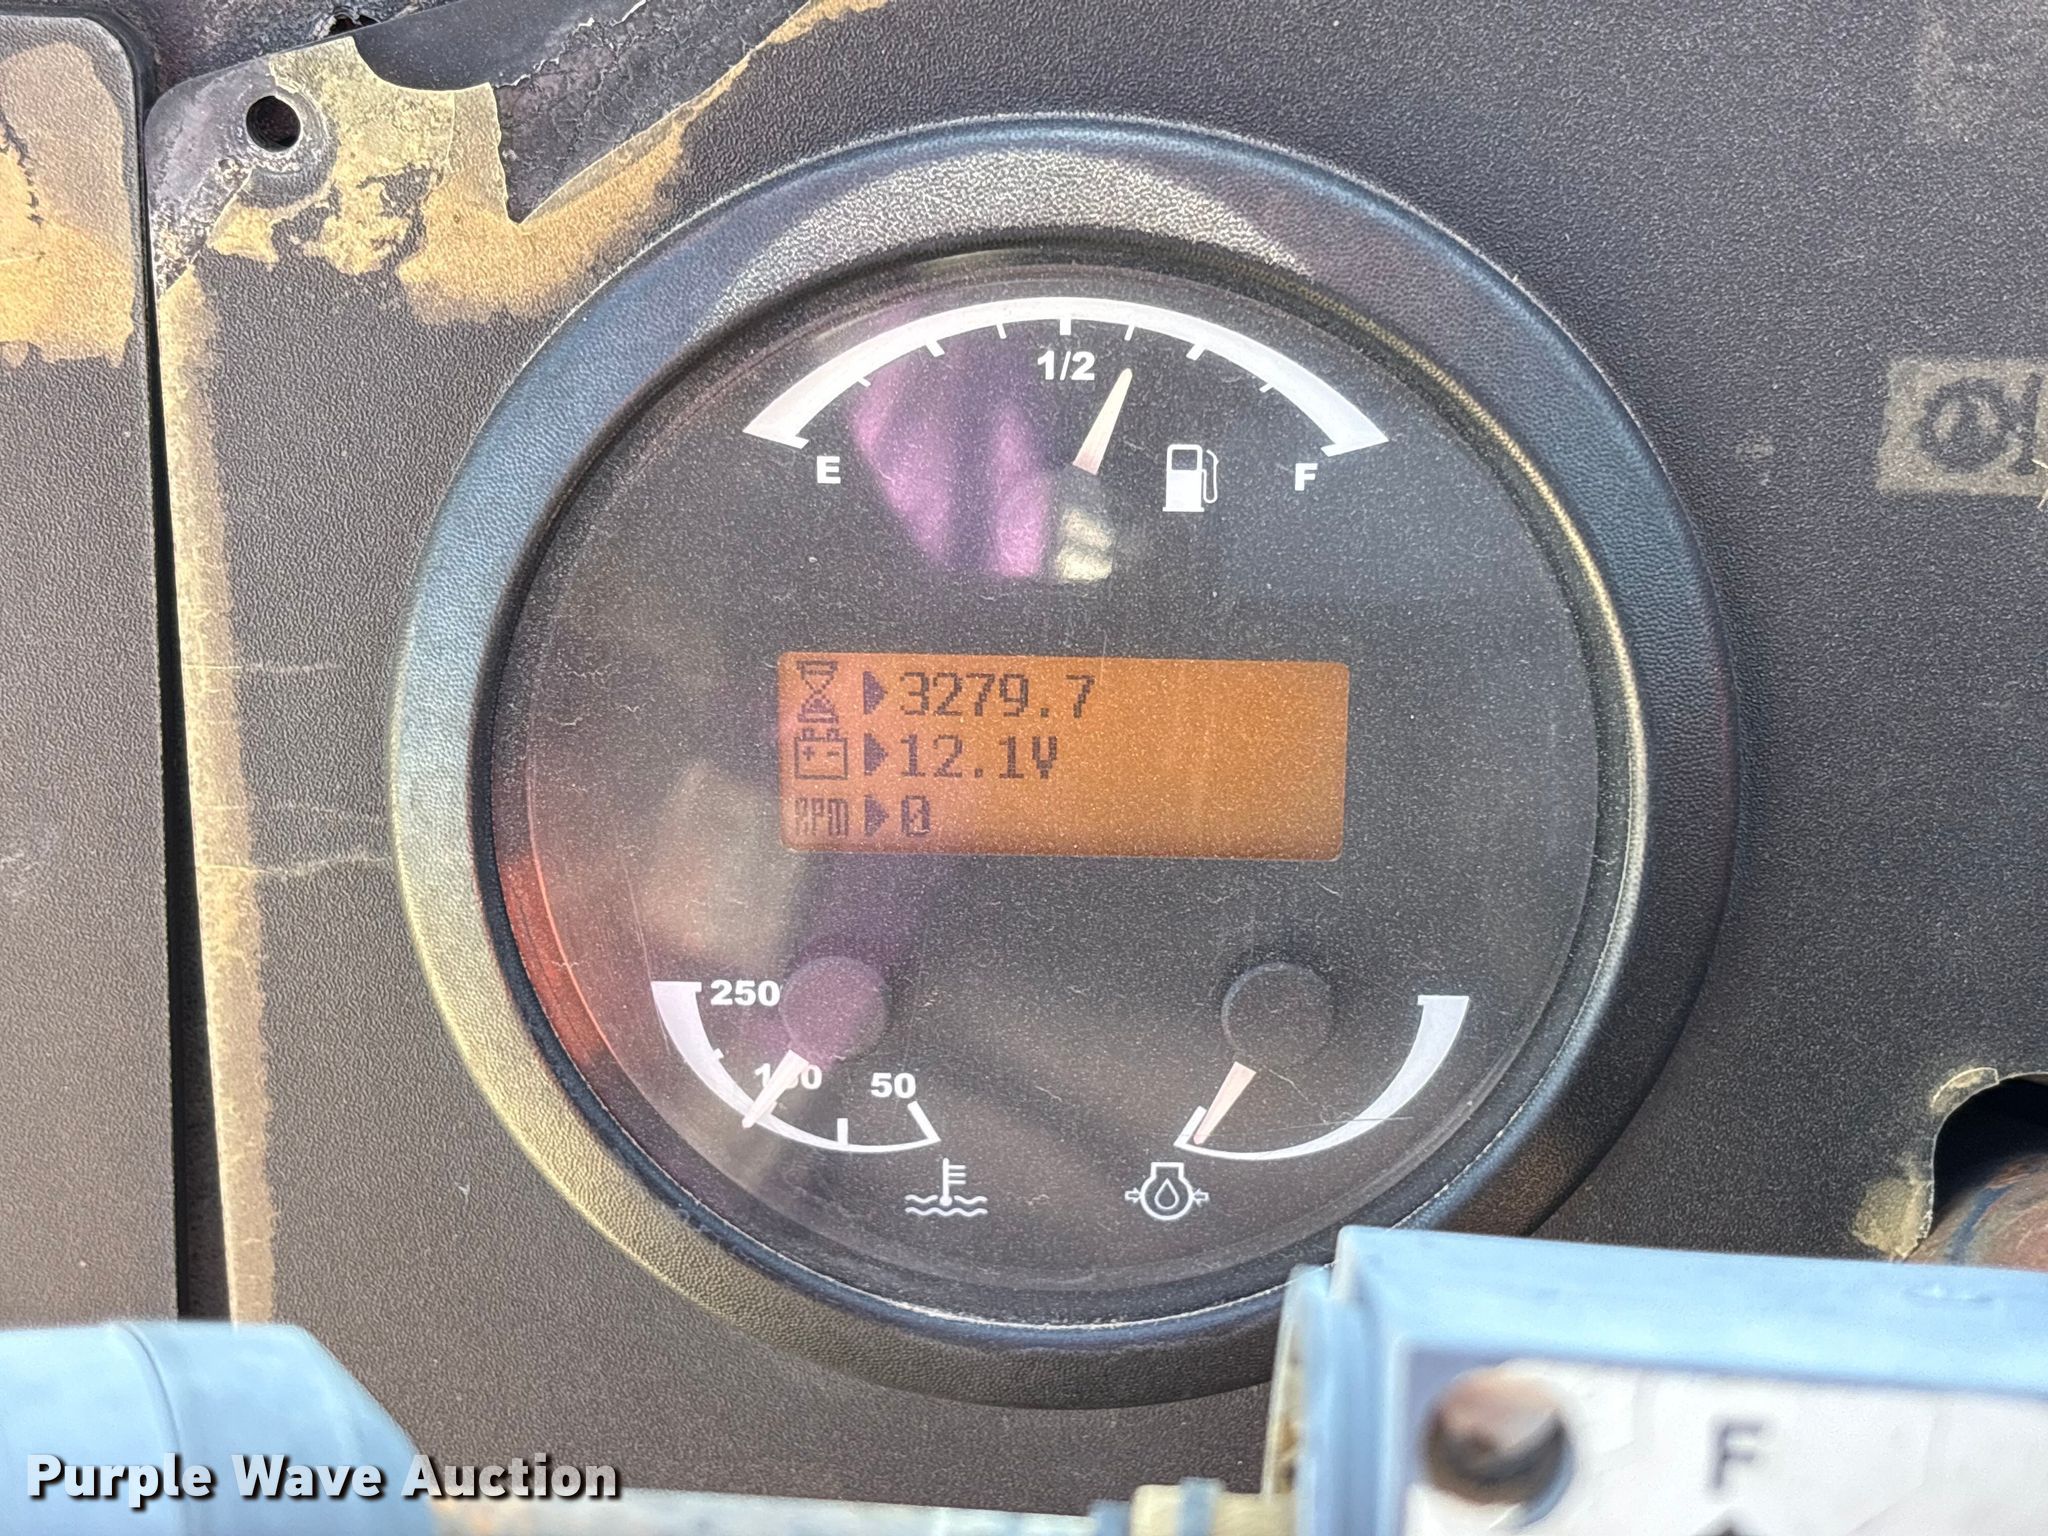 1/2
E
F
3279.7
12.1V
RPM 0
250
50
F
Purple Wave Auction